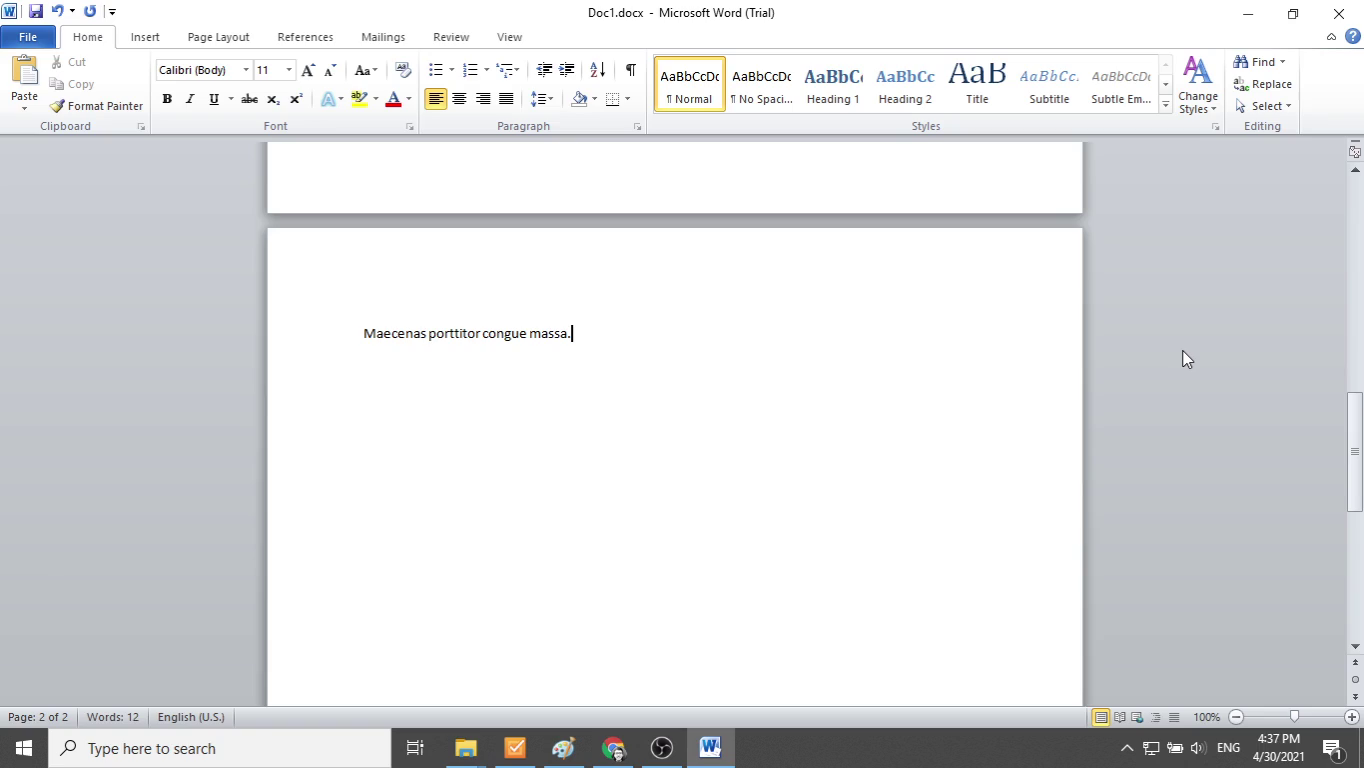 Doc1.docx - Microsoft Word (Trial)
File Home Insert Page Layout References Mailings Review View
Paste
Cut
Copy
Format Painter
Clipboard
Calibri (Body) 11
Font
Paragraph
AaBbCcDc AaBbCcDc AaBbCc AaBbCc AaB AaBbCc. AaBbCcDc
¶ Normal ¶ No Spaci... Heading 1 Heading 2 Title Subtitle Subtle Em...
Change
Styles
Styles
Find
Replace
Select
Editing
Maecenas porttitor congue massa.
Page: 2 of 2 Words: 12 English (U.S.) 100%
Type here to search
ENG
4:37 PM
4/30/2021
1